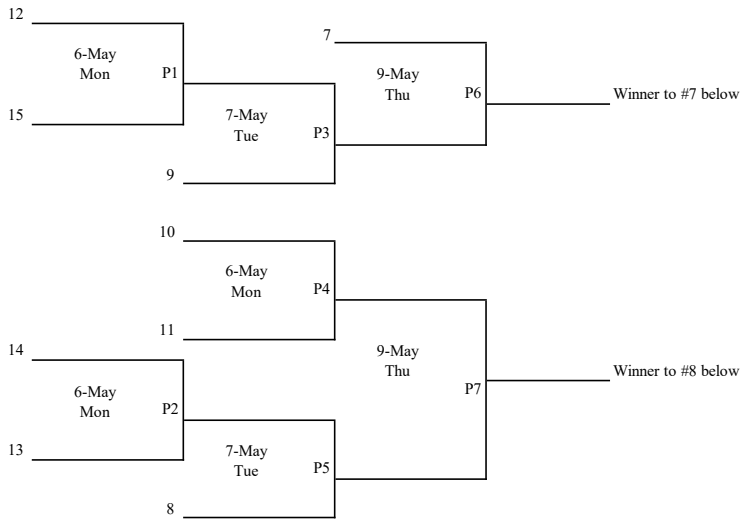 12
6-May
Mon
P1
15
7-May
Tue
P3
9
7
9-May
Thu
P6
Winner to #7 below
10
6-May
Mon
P4
11
14
6-May
Mon
P2
13
7-May
Tue
P5
8
9-May
Thu
P7
Winner to #8 below